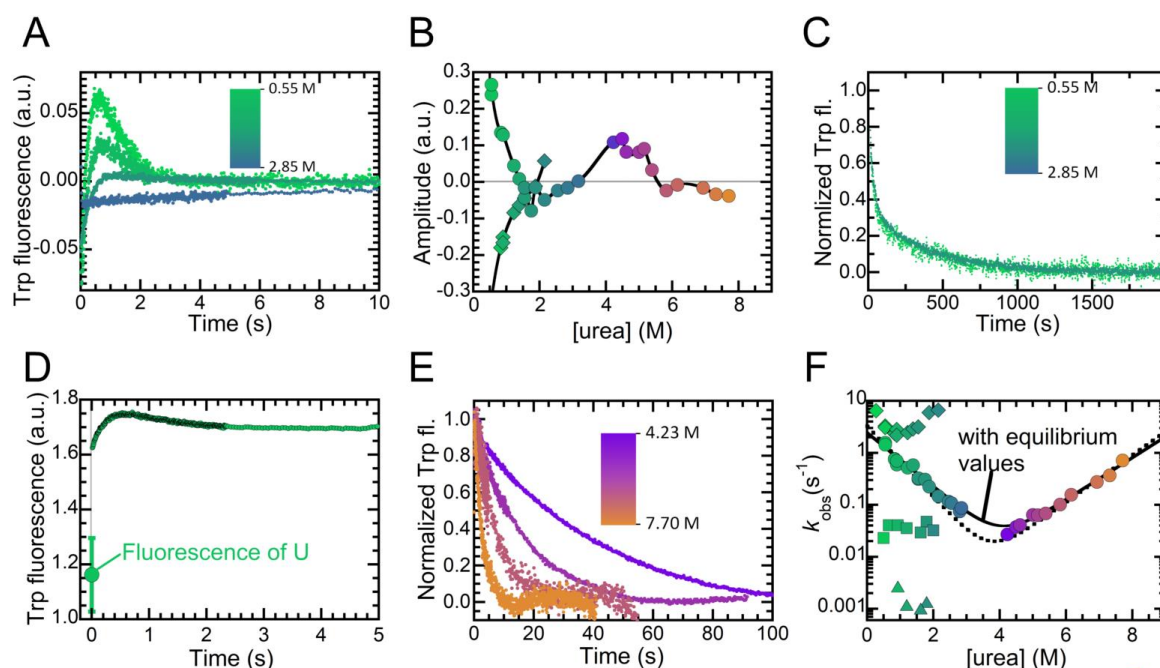 A
Trp fluorescence (a.u.)
0.05
0.00
-0.05
0.55 M
2.85 M
0 2 4 6 8 10
Time (s)
B
Amplitude (a.u.)
0.3
0.2
0.1
0.0
-0.1
-0.2
-0.3
0 2 4 6 8
[urea] (M)
C
Normlized Trp fl.
1.0
0.8
0.6
0.4
0.2
0.0
0.55 M
2.85 M
0 500 1000 1500
Time (s)
D
Trp fluorescence (a.u.)
1.8
1.6
1.4
1.2
1.0
Fluorescence of U
0 1 2 3 4 5
Time (s)
E
Normalized Trp fl.
1.0
0.8
0.6
0.4
0.2
0.0
4.23 M
7.70 M
0 20 40 60 80 100
Time (s)
F
kobs(s-1)
10
1
0.1
0.01
0.001
with equilibrium
values
0 2 4 6 8
[urea] (M)